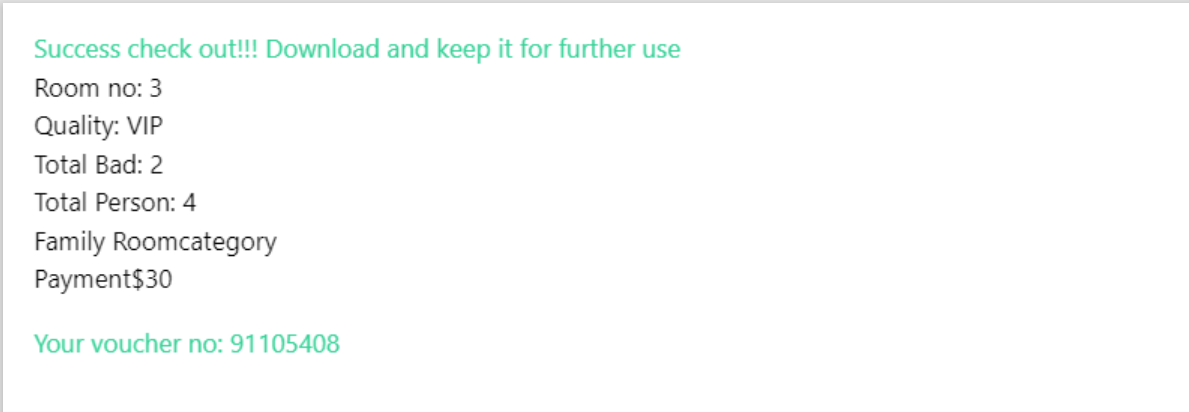 Success check out!!! Download and keep it for further use
Room no: 3
Quality: VIP
Total Bad: 2
Total Person: 4
Family Roomcategory
Payment$30
Your voucher no: 91105408